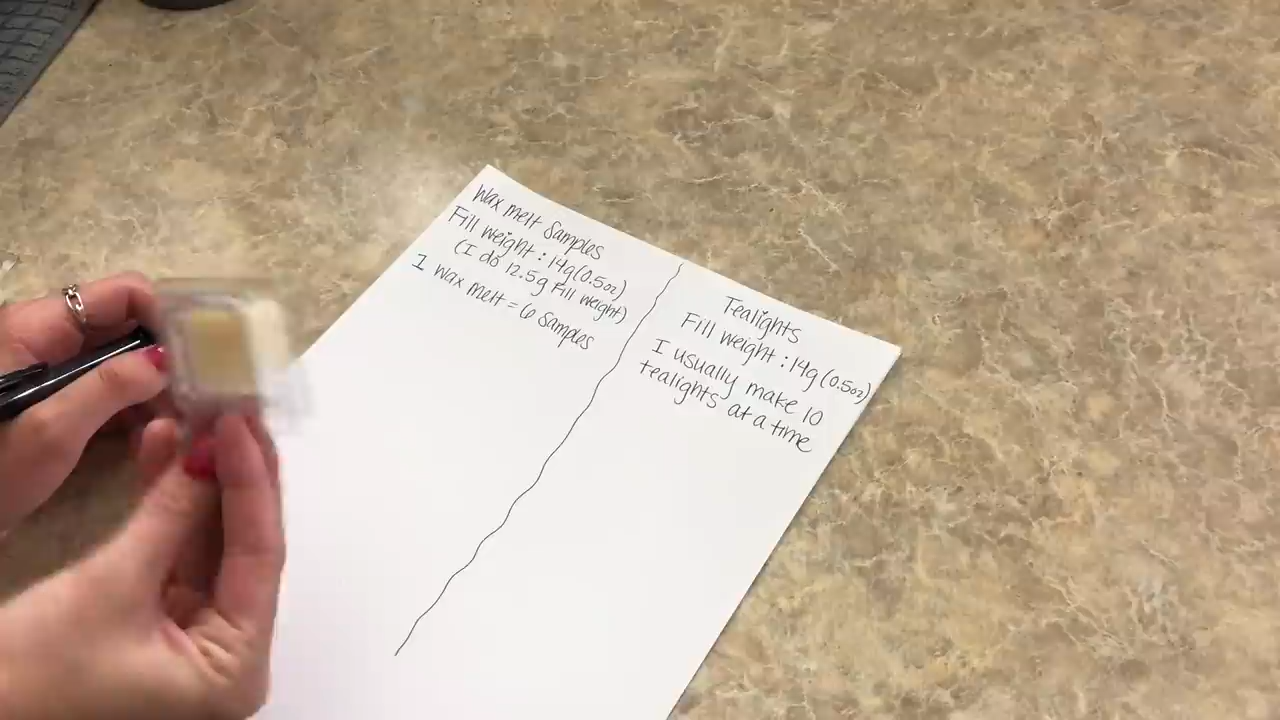 Wax melt Samples
Fill weight : 14g (0.5oz)
(I do 12.5g Fill weight)
1 wax melt = 6 Samples
Tealights
Fill weight : 14g (0.5oz)
I usually make 10
tealights at a time